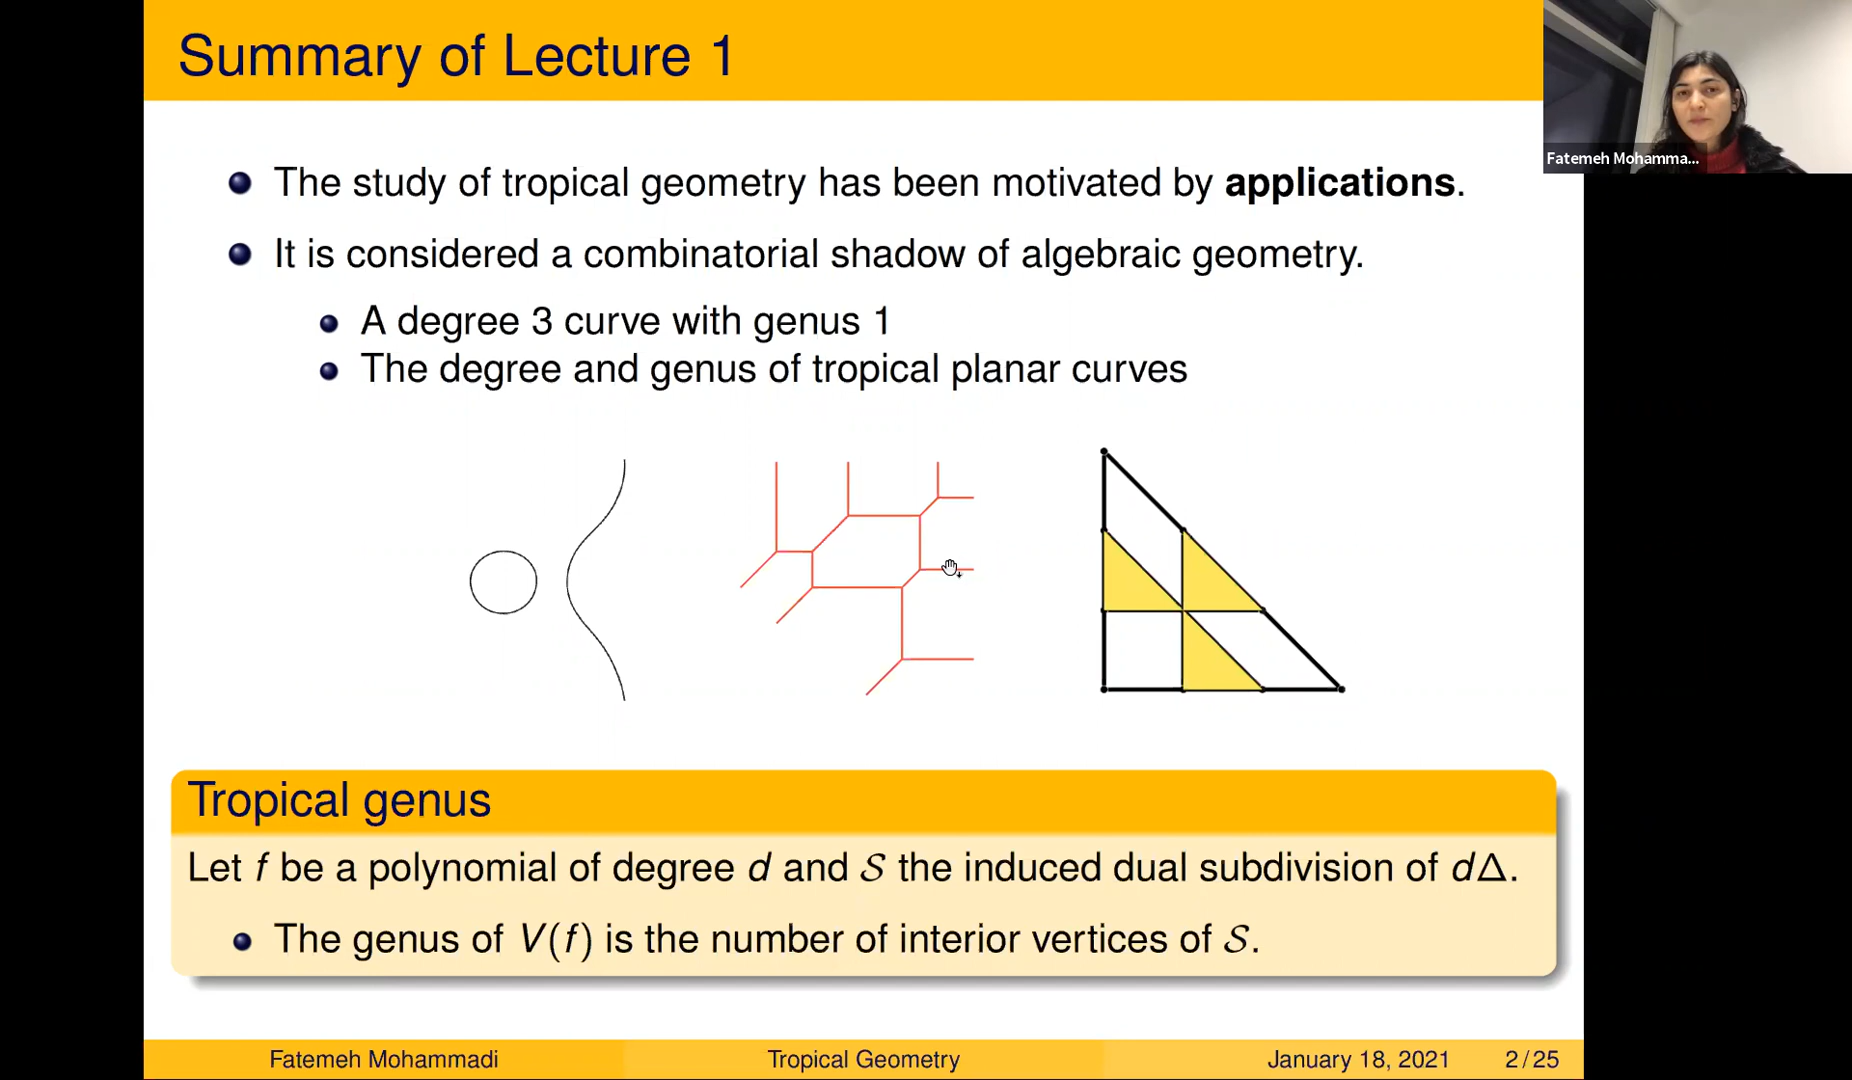 Summary of Lecture 1
Fatemeh Mohamma...
The study of tropical geometry has been motivated by applications.
It is considered a combinatorial shadow of algebraic geometry.
A degree 3 curve with genus 1
The degree and genus of tropical planar curves
Tropical genus
Let f be a polynomial of degree d and 𝒮 the induced dual subdivision of dΔ.
The genus of V(f) is the number of interior vertices of 𝒮.
Fatemeh Mohammadi Tropical Geometry January 18, 2021 2 / 25